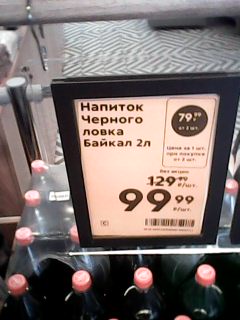 Напиток
Черного
ловка
Байкал 2л
79.99
от 2 шт.
Цена за 1 шт.
при покупке
от 2 шт.
без акции
129.99
₽/шт.
99 99
₽/шт.